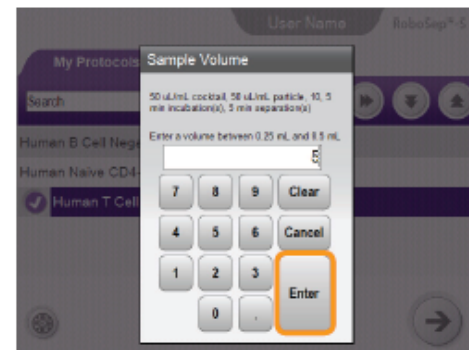 User Name
RoboSep®-S
My Protocols
Sample Volume
50 uL/mL cocktail, 50 uL/mL particle, 10, 5
min incubation(s), 5 min separation(s)
Search
Enter a volume between 0.25 mL and 8.5 mL
5
Human B Cell Nega
Human Naive CD4-
Human T Cell
7 8 9 Clear
4 5 6 Cancel
1 2 3
Enter
0 .